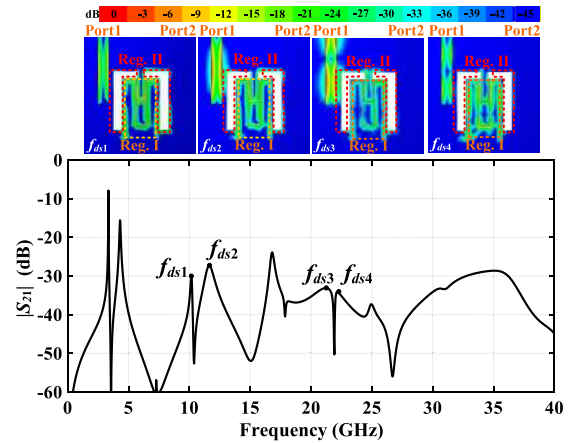 dB 0 -3 -6 -9 -12 -15 -18 -21 -24 -27 -30 -33 -36 -39 -42 -45
Port1 Port2 Port1 Port2 Port1 Port2 Port1 Port2
Reg. II Reg. II Reg. II Reg. II
Reg. I Reg. I Reg. I Reg. I
fds1 fds2 fds3 fds4
0
-10
-20
-30
-40
-50
-60
|S21| (dB)
fds1 fds2 fds3 fds4
0 5 10 15 20 25 30 35 40
Frequency (GHz)